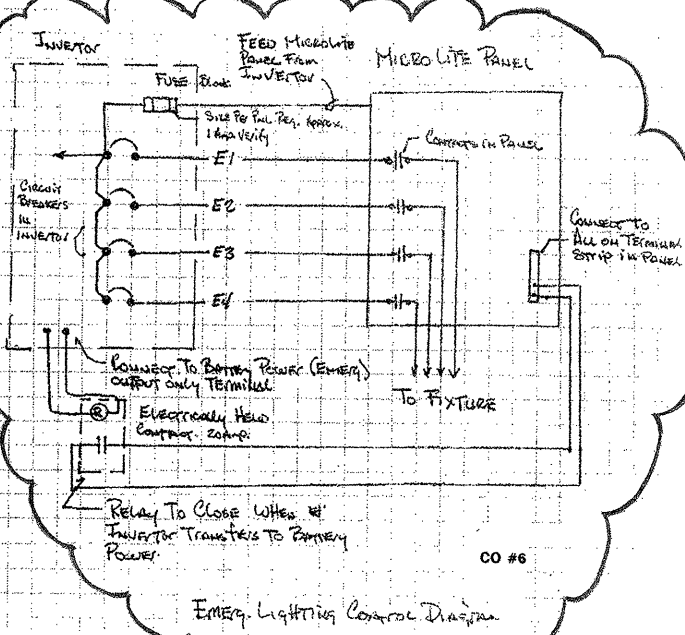 INVERTOR
FEED MICROLITE
PANEL FROM
INVERTOR
MICROLITE PANEL
FUSE Block
SIZE PER PNL REQ. APPROX.
1 AMP VERIFY
CONTACTS IN PANEL
E1
CIRCUIT
BREAKERS
IN
INVERTOR
E2
CONNECT TO
ALL ON TERMINAL
STRIP IN PANEL
E3
E4
CONNECT TO BATTERY POWER (EMERG)
OUTPUT ONLY TERMINAL
TO FIXTURE
R
ELECTRICALLY HELD
CONTACT. 20AMP.
RELAY TO CLOSE WHEN
INVERTOR TRANSFERS TO BATTERY
POWER.
CO #6
EMERG. LIGHTING CONTROL DIAGRAM